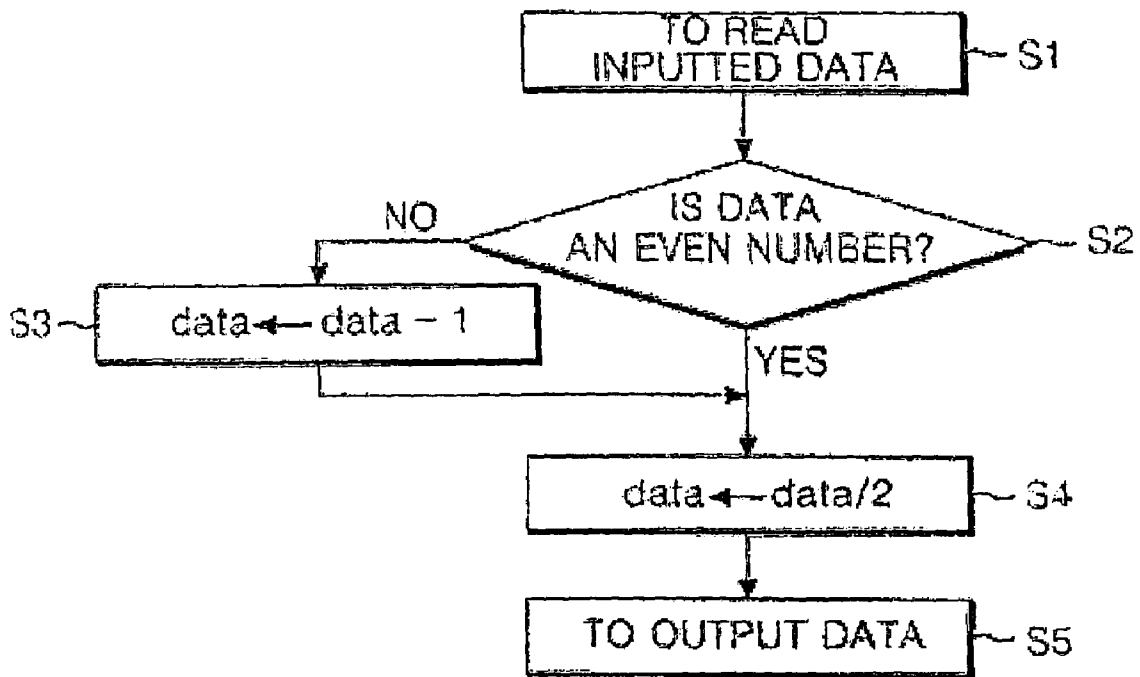 TO READ
INPUTTED DATA
S1
IS DATA
AN EVEN NUMBER?
S2
NO
S3
data ← data − 1
YES
data ← data/2
S4
TO OUTPUT DATA
S5